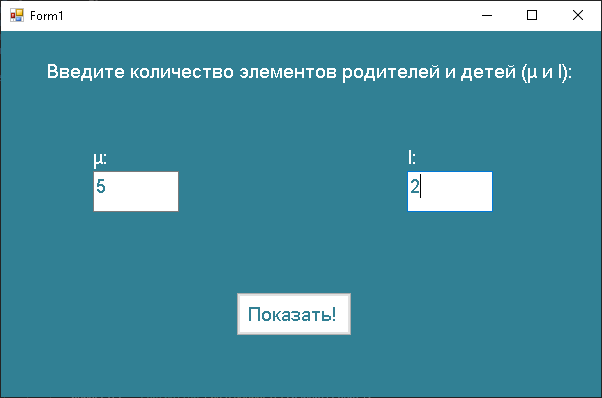 Form1
Введите количество элементов родителей и детей (μ и l):
μ: l:
5 2
Показать!